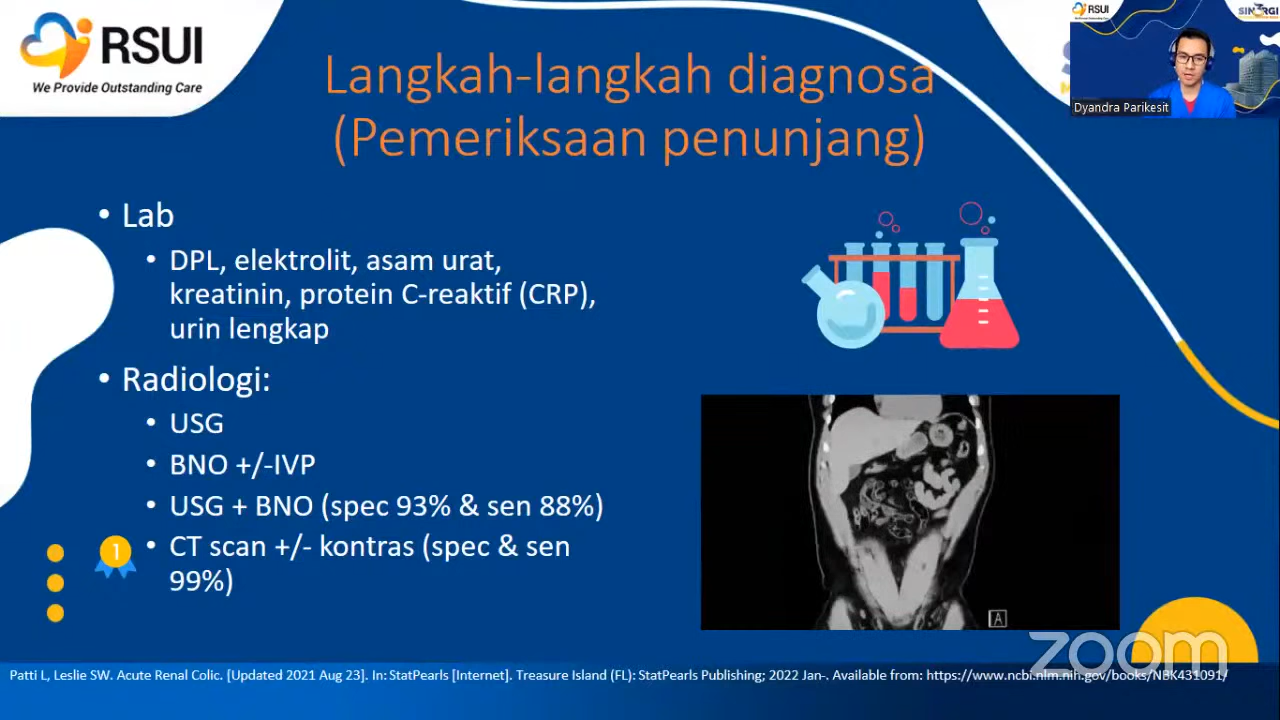 RSUI
We Provide Outstanding Care
Langkah-langkah diagnosa
(Pemeriksaan penunjang)
RSUI
Dyandra Parikesit
• Lab
• DPL, elektrolit, asam urat,
kreatinin, protein C-reaktif (CRP),
urin lengkap
• Radiologi:
• USG
• BNO +/-IVP
• USG + BNO (spec 93% & sen 88%)
1
• CT scan +/- kontras (spec & sen
99%)
A
zoom
Patti L, Leslie SW. Acute Renal Colic. [Updated 2021 Aug 23]. In: StatPearls [Internet]. Treasure Island (FL): StatPearls Publishing; 2022 Jan-. Available from: https://www.ncbi.nlm.nih.gov/books/NBK431091/